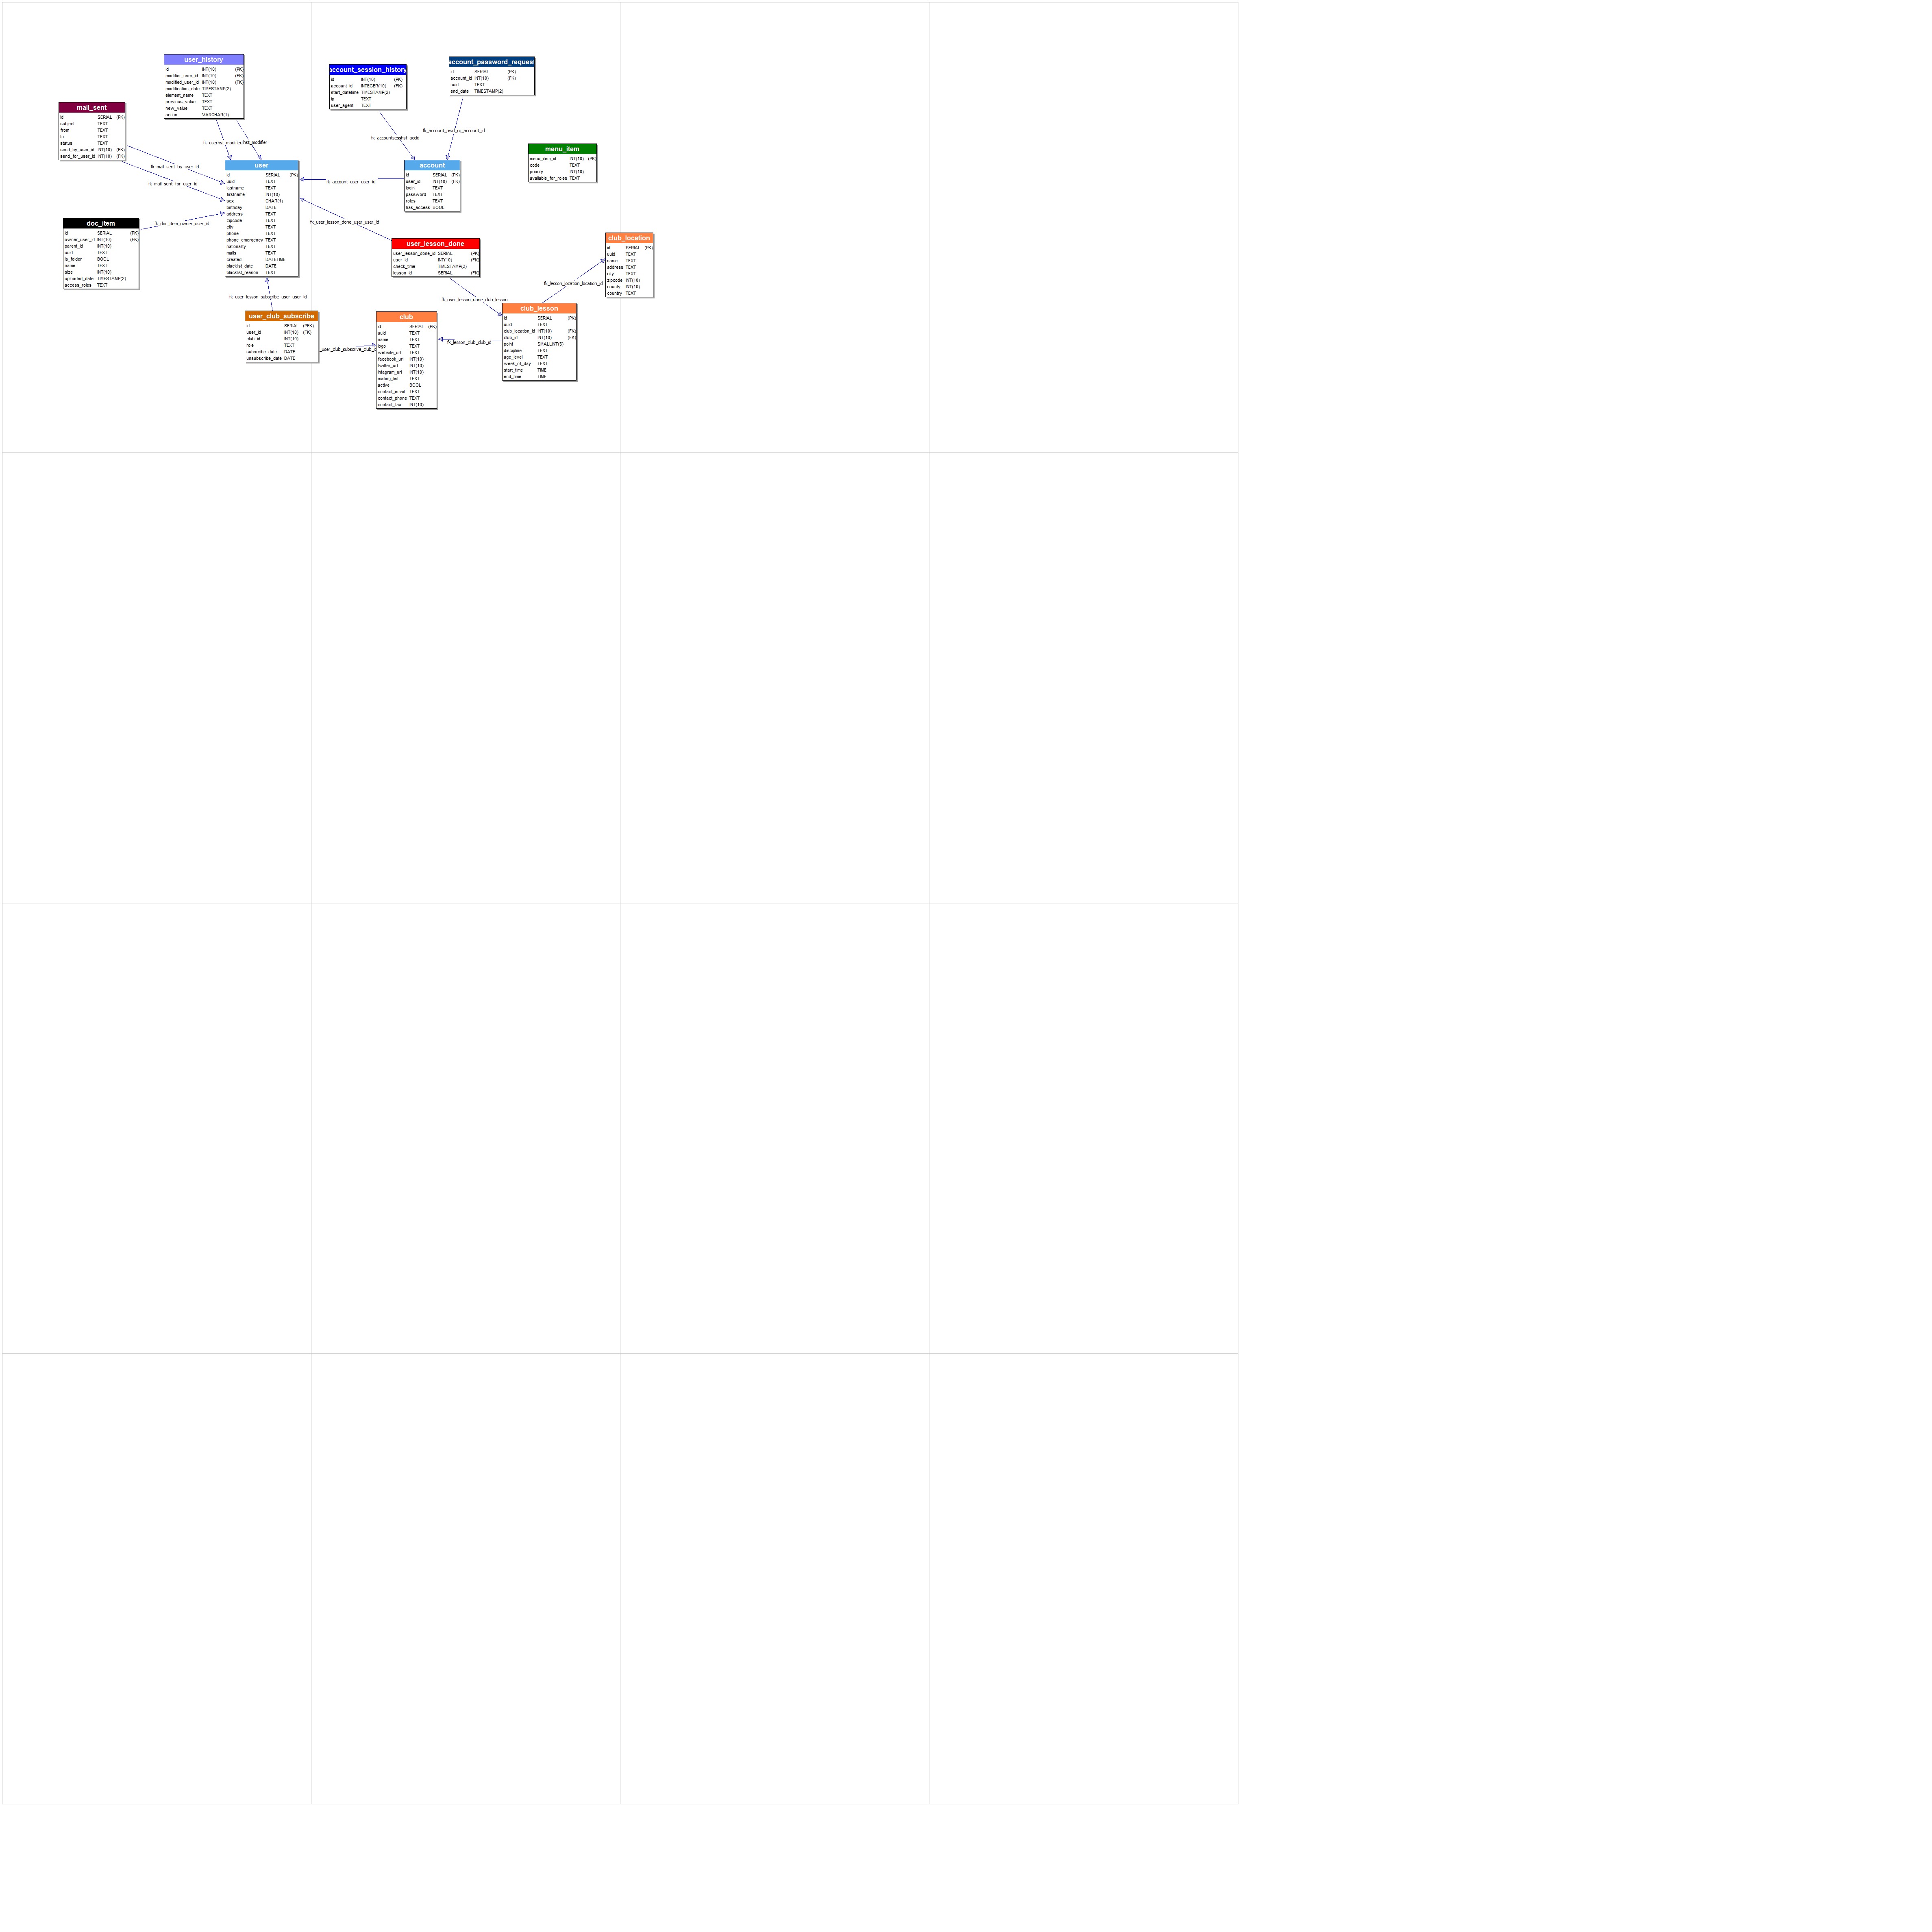 user_history
id INT(10) (PK)
modifier_user_id INT(10) (FK)
modified_user_id INT(10) (FK)
modification_date TIMESTAMP(2)
element_name TEXT
previous_value TEXT
new_value TEXT
action VARCHAR(1)
account_session_history
id INT(10) (PK)
account_id INTEGER(10) (FK)
start_datetime TIMESTAMP(2)
ip TEXT
user_agent TEXT
account_password_request
id SERIAL (PK)
account_id INT(10) (FK)
uuid TEXT
end_date TIMESTAMP(2)
mail_sent
id SERIAL (PK)
subject TEXT
from TEXT
to TEXT
status TEXT
send_by_user_id INT(10) (FK)
send_for_user_id INT(10) (FK)
fk_account_pwd_rq_account_id
fk_accountsesshist_accid
fk_mail_sent_by_user_id
fk_mail_sent_for_user_id
menu_item
menu_item_id INT(10) (PK)
code TEXT
priority INT(10)
available_for_roles TEXT
user
id SERIAL (PK)
uuid TEXT
lastname TEXT
firstname INT(10)
sex CHAR(1)
birthday DATE
address TEXT
zipcode TEXT
city TEXT
phone TEXT
phone_emergency TEXT
nationality TEXT
mails TEXT
created DATETIME
blacklist_date DATE
blacklist_reason TEXT
fk_account_user_user_id
account
id SERIAL (PK)
user_id INT(10) (FK)
login TEXT
password TEXT
roles TEXT
has_access BOOL
doc_item
id SERIAL (PK)
owner_user_id INT(10) (FK)
parent_id INT(10)
uuid TEXT
is_folder BOOL
name TEXT
size INT(10)
uploaded_date TIMESTAMP(2)
access_roles TEXT
fk_doc_item_owner_user_id
fk_user_lesson_done_user_user_id
user_lesson_done
user_lesson_done_id SERIAL (PK)
user_id INT(10) (FK)
check_time TIMESTAMP(2)
lesson_id SERIAL (FK)
club_location
id SERIAL (PK)
uuid TEXT
name TEXT
address TEXT
city TEXT
zipcode INT(10)
county INT(10)
country TEXT
fk_lesson_location_location_id
fk_user_lesson_subscribe_user_user_id
fk_user_lesson_done_club_lesson
user_club_subscribe
id SERIAL (PFK)
user_id INT(10) (FK)
club_id INT(10)
role TEXT
subscribe_date DATE
unsubscribe_date DATE
_user_club_subscrive_club_i
club
id SERIAL (PK)
uuid TEXT
name TEXT
logo TEXT
website_url TEXT
facebook_url INT(10)
twitter_url INT(10)
intagram_url INT(10)
mailing_list TEXT
active BOOL
contact_email TEXT
contact_phone TEXT
contact_fax INT(10)
fk_lesson_club_club_id
club_lesson
id SERIAL (PK)
uuid TEXT
club_location_id INT(10) (FK)
club_id INT(10) (FK)
point SMALLINT(5)
discipline TEXT
age_level TEXT
week_of_day TEXT
start_time TIME
end_time TIME